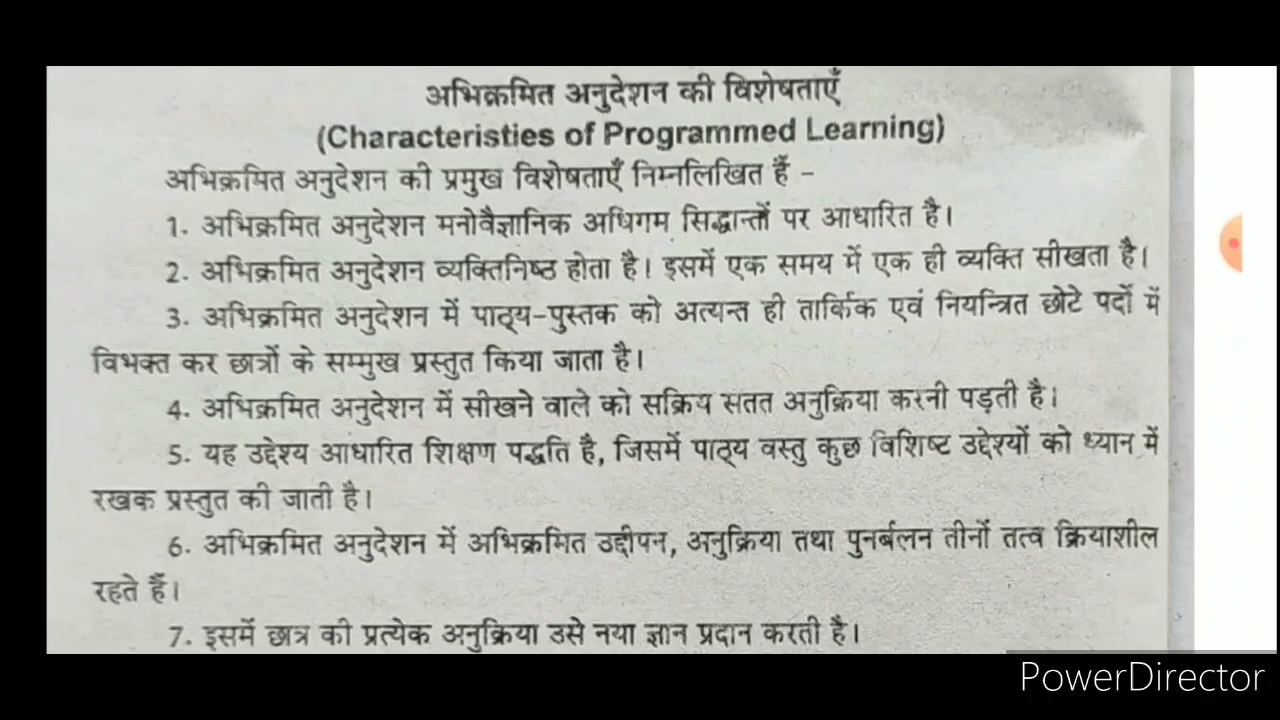 अभिक्रमित अनुदेशन की विशेषताएँ
(Characteristies of Programmed Learning)
अभिक्रमित अनुदेशन की प्रमुख विशेषताएँ निम्नलिखित हैं -
1. अभिक्रमित अनुदेशन मनोवैज्ञानिक अधिगम सिद्धान्तों पर आधारित है।
2. अभिक्रमित अनुदेशन व्यक्तिनिष्ठ होता है। इसमें एक समय में एक ही व्यक्ति सीखता है।
3. अभिक्रमित अनुदेशन में पाठ्य-पुस्तक को अत्यन्त ही तार्किक एवं नियन्त्रित छोटे पदों में
विभक्त कर छात्रों के सम्मुख प्रस्तुत किया जाता है।
4. अभिक्रमित अनुदेशन में सीखने वाले को सक्रिय सतत अनुक्रिया करनी पड़ती है।
5. यह उद्देश्य आधारित शिक्षण पद्धति है, जिसमें पाठ्य वस्तु कुछ विशिष्ट उद्देश्यों को ध्यान में
रखक प्रस्तुत की जाती है।
6. अभिक्रमित अनुदेशन में अभिक्रमित उद्दीपन, अनुक्रिया तथा पुनर्बलन तीनों तत्व क्रियाशील
रहते हैं।
7. इसमें छात्र की प्रत्येक अनुक्रिया उसे नया ज्ञान प्रदान करती है।
PowerDirector